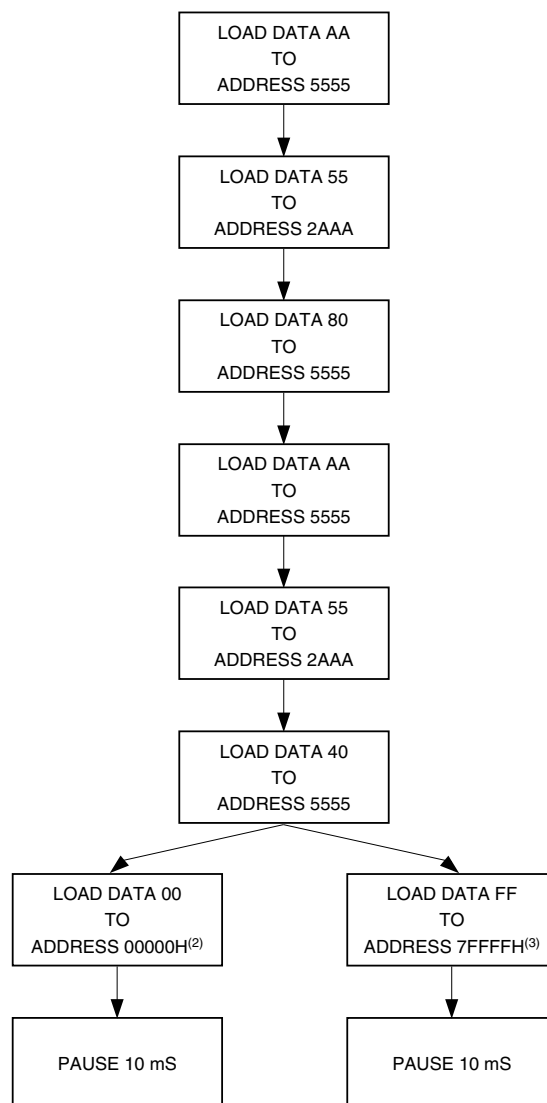 LOAD DATA AA
TO
ADDRESS 5555
LOAD DATA 55
TO
ADDRESS 2AAA
LOAD DATA 80
TO
ADDRESS 5555
LOAD DATA AA
TO
ADDRESS 5555
LOAD DATA 55
TO
ADDRESS 2AAA
LOAD DATA 40
TO
ADDRESS 5555
LOAD DATA 00
TO
ADDRESS 00000H(2)
LOAD DATA FF
TO
ADDRESS 7FFFFH(3)
PAUSE 10 mS
PAUSE 10 mS